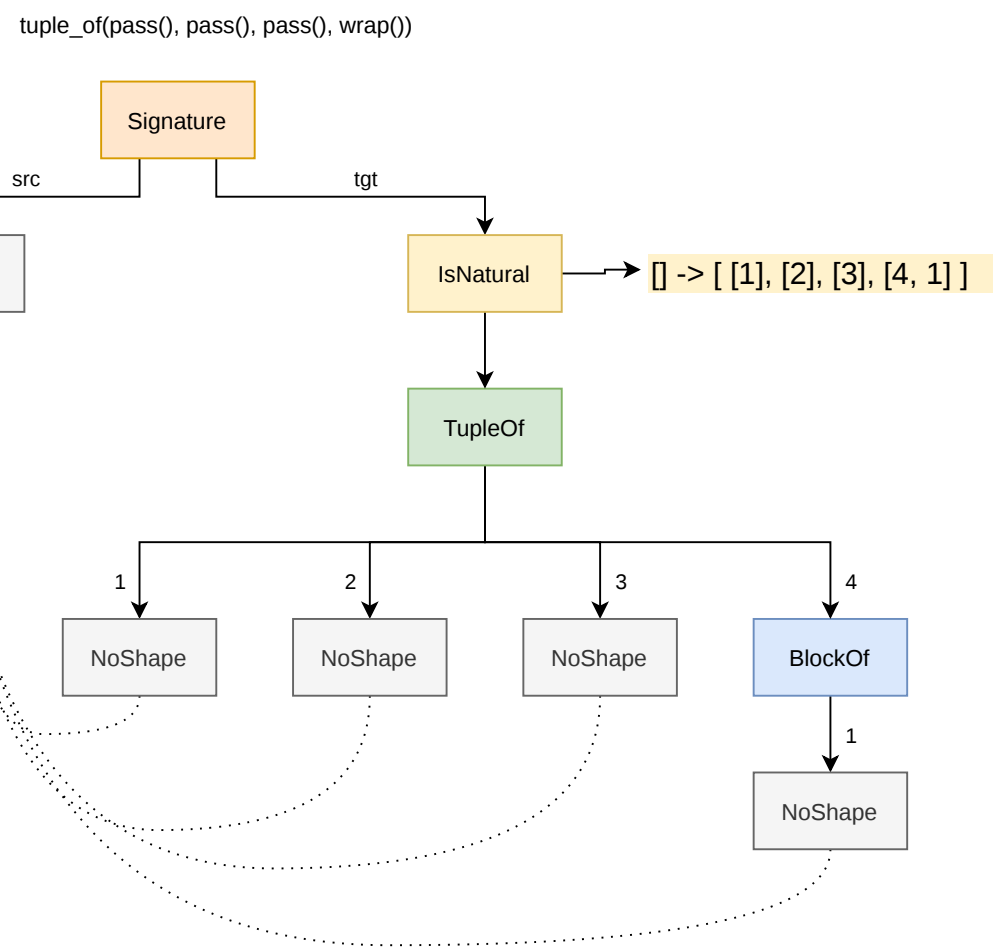 tuple_of(pass(), pass(), pass(), wrap())
Signature
src
tgt
IsNatural
[] -> [ [1], [2], [3], [4, 1] ]
TupleOf
1
2
3
4
NoShape
NoShape
NoShape
BlockOf
1
NoShape